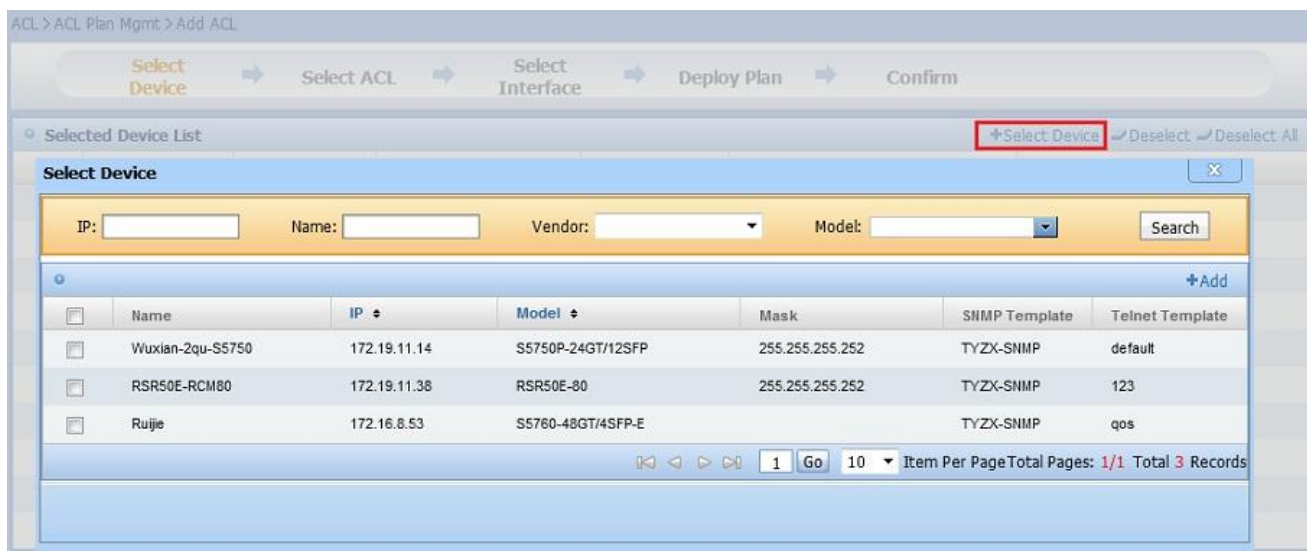 ACL > ACL Plan Mgmt > Add ACL
Select Device Select ACL Select Interface Deploy Plan Confirm
Selected Device List +Select Device Deselect Deselect All
Select Device
IP: Name: Vendor: Model: Search
+Add
Name IP Model Mask SNMP Template Telnet Template
Wuxian-2qu-S5750 172.19.11.14 S5750P-24GT/12SFP 255.255.255.252 TYZX-SNMP default
RSR50E-RCM80 172.19.11.38 RSR50E-80 255.255.255.252 TYZX-SNMP 123
Ruijie 172.16.8.53 S5760-48GT/4SFP-E TYZX-SNMP qos
1 Go 10 Item Per Page Total Pages: 1/1 Total 3 Records